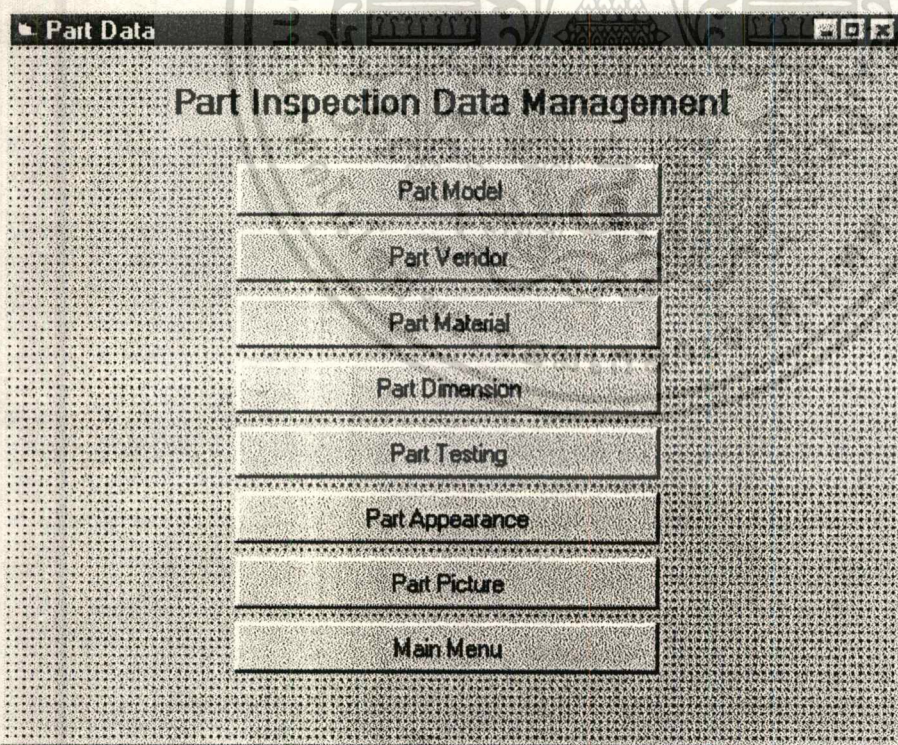 Part Data
Part Inspection Data Management
Part Model
Part Vendor
Part Material
Part Dimension
Part Testing
Part Appearance
Part Picture
Main Menu